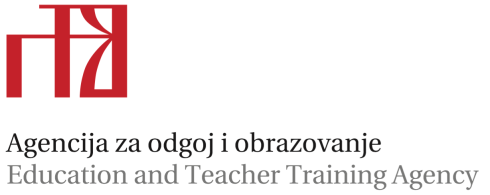 Agencija za odgoj i obrazovanje
Education and Teacher Training Agency